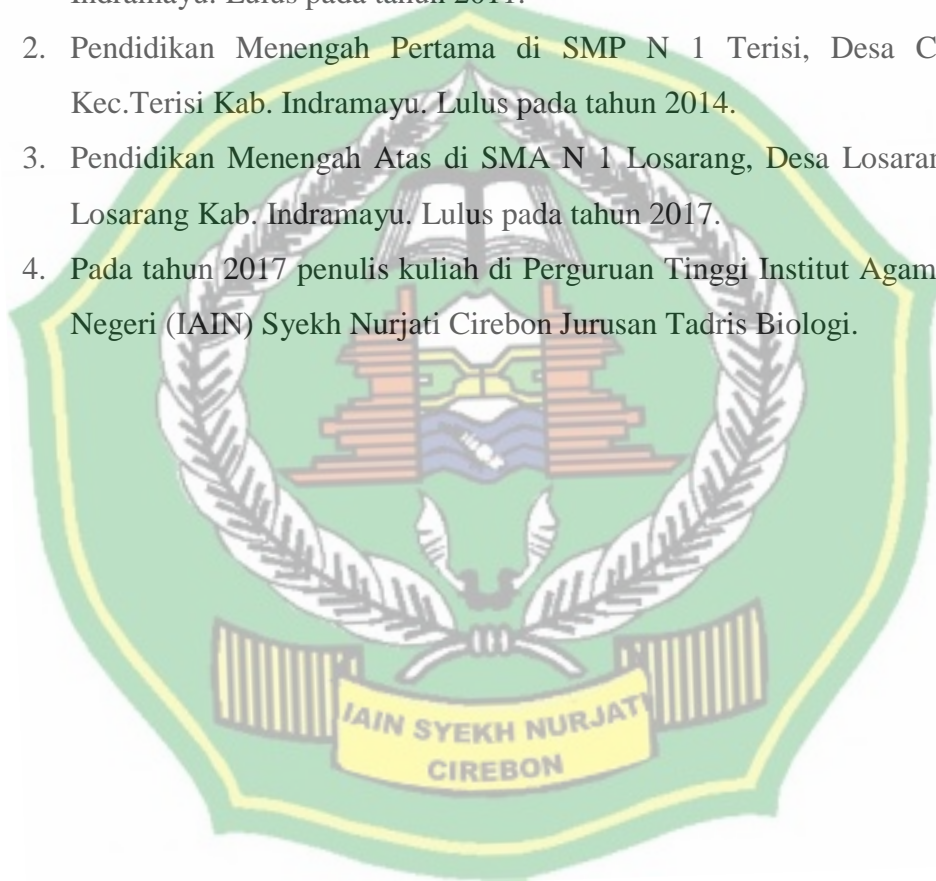 Indramayu. Lulus pada tahun 2011.
2. Pendidikan Menengah Pertama di SMP N 1 Terisi, Desa C
Kec.Terisi Kab. Indramayu. Lulus pada tahun 2014.
3. Pendidikan Menengah Atas di SMA N 1 Losarang, Desa Losaran
Losarang Kab. Indramayu. Lulus pada tahun 2017.
4. Pada tahun 2017 penulis kuliah di Perguruan Tinggi Institut Agam
Negeri (IAIN) Syekh Nurjati Cirebon Jurusan Tadris Biologi.
IAIN SYEKH NURJATI
CIREBON